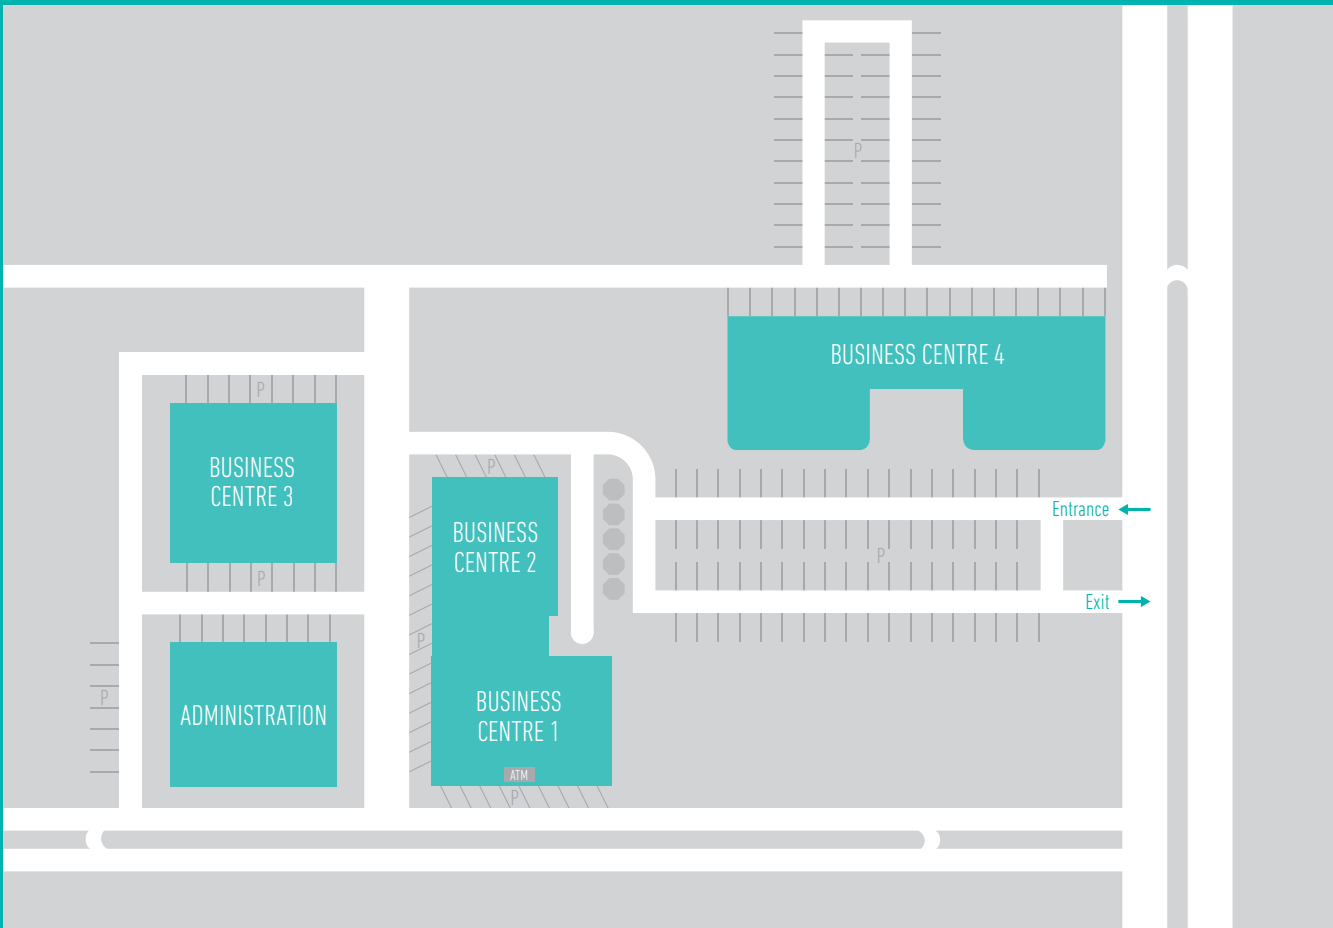 P
BUSINESS CENTRE 4
P
BUSINESS
CENTRE 3
P
P
BUSINESS
CENTRE 2
Entrance
P
Exit
P
P
ADMINISTRATION
BUSINESS
CENTRE 1
ATM
P